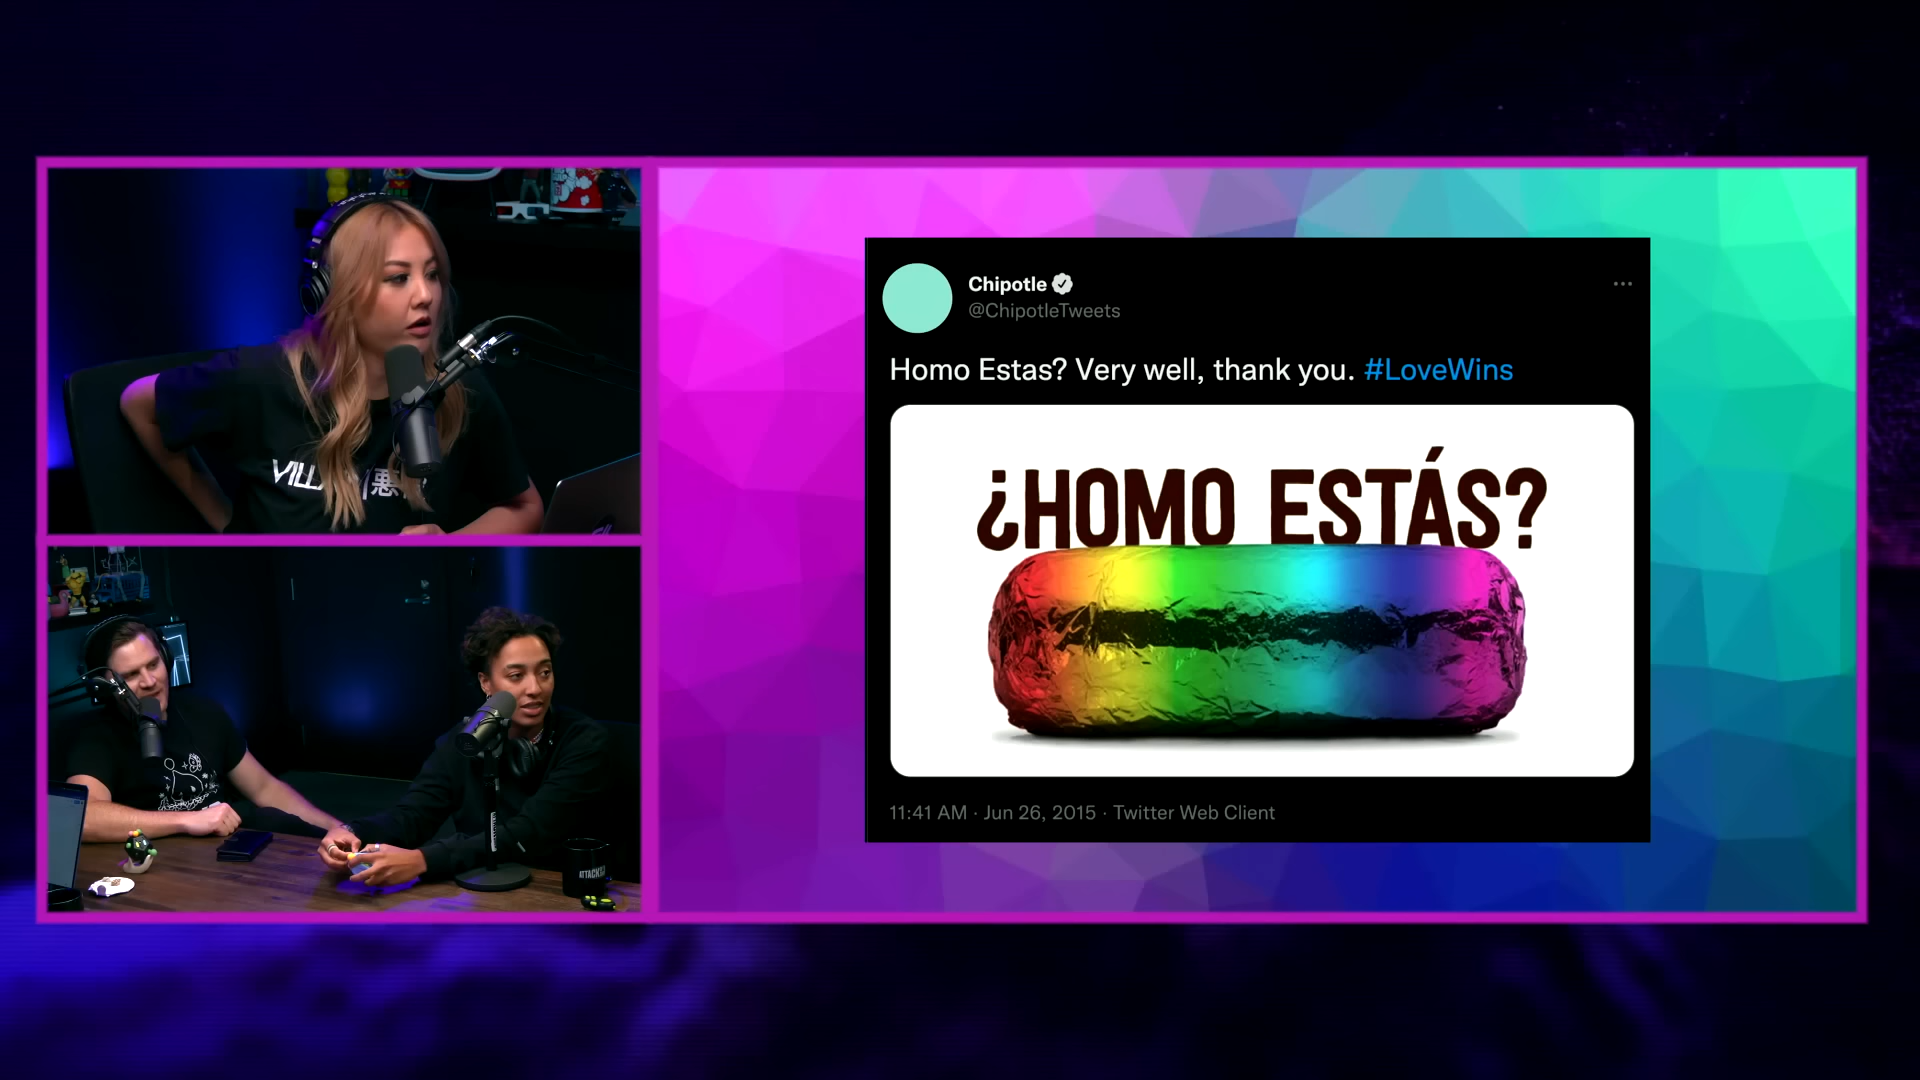 Chipotle
@ChipotleTweets
Homo Estas? Very well, thank you. #LoveWins
¿HOMO ESTÁS?
11:41 AM · Jun 26, 2015 · Twitter Web Client